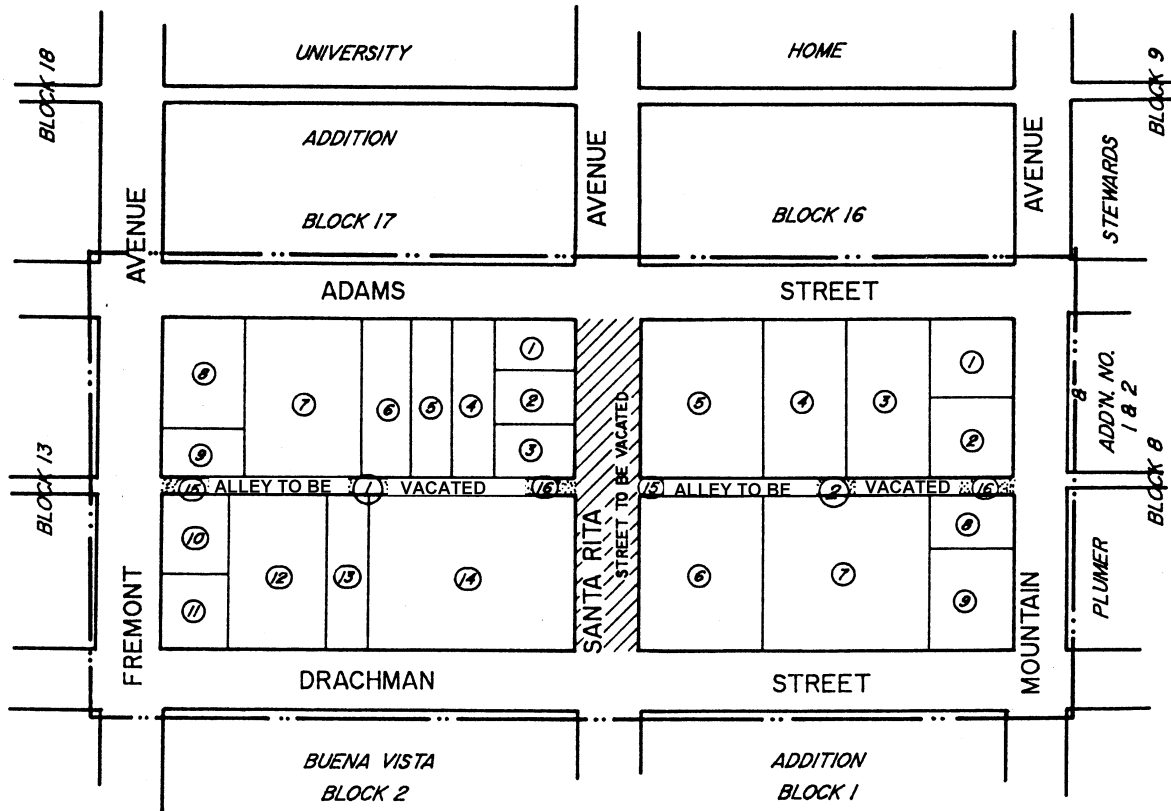 UNIVERSITY
HOME
BLOCK 18
BLOCK 9
ADDITION
AVENUE
AVENUE
STEWARDS
BLOCK 17
BLOCK 16
AVENUE
ADAMS
STREET
8
7
6
5
4
1
2
3
9
5
4
3
1
2
STREET TO BE VACATED
&
ADD'N. NO.
1 & 2
BLOCK 13
BLOCK 8
15 ALLEY TO BE 1 VACATED 16
15 ALLEY TO BE 2 VACATED 16
10
11
12
13
14
SANTA RITA
6
7
8
9
PLUMER
FREMONT
MOUNTAIN
DRACHMAN
STREET
BUENA VISTA
BLOCK 2
ADDITION
BLOCK 1